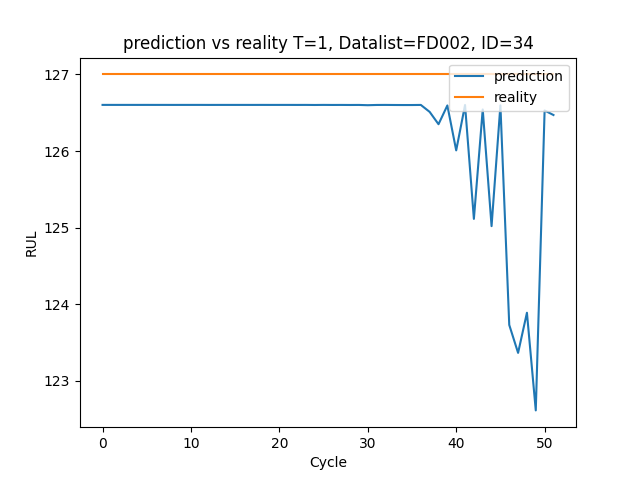 prediction vs reality T=1, Datalist=FD002, ID=34
127
126
125
124
123
RUL
prediction
reality
0 10 20 30 40 50
Cycle